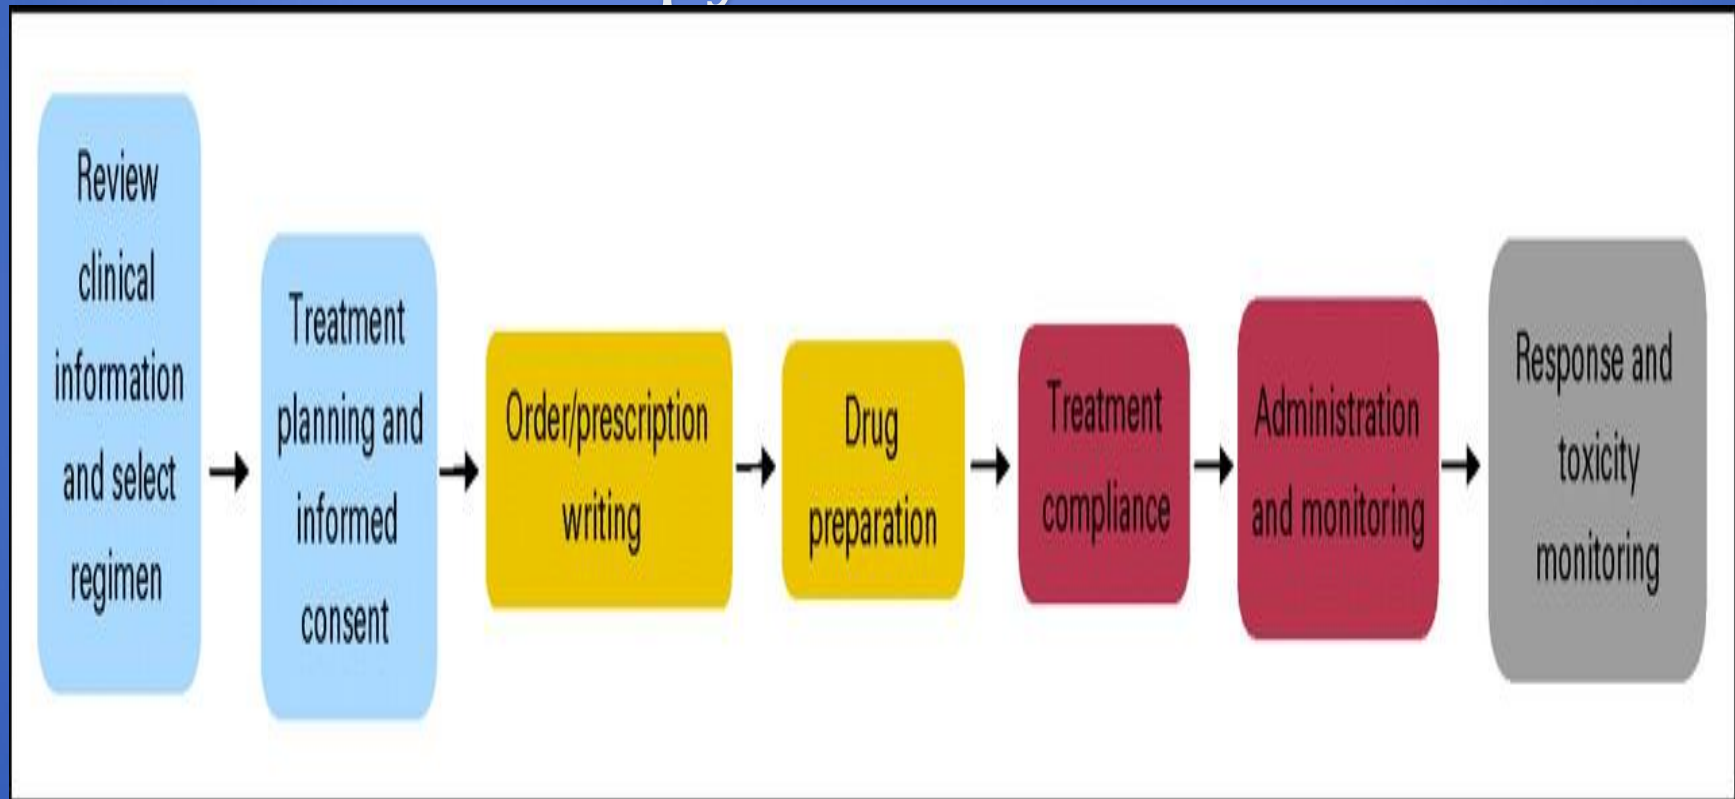 Review
clinical
information
and select
regimen
Treatment
planning and
informed
consent
Order/prescription
writing
Drug
preparation
Treatment
compliance
Administration
and monitoring
Response and
toxicity
monitoring